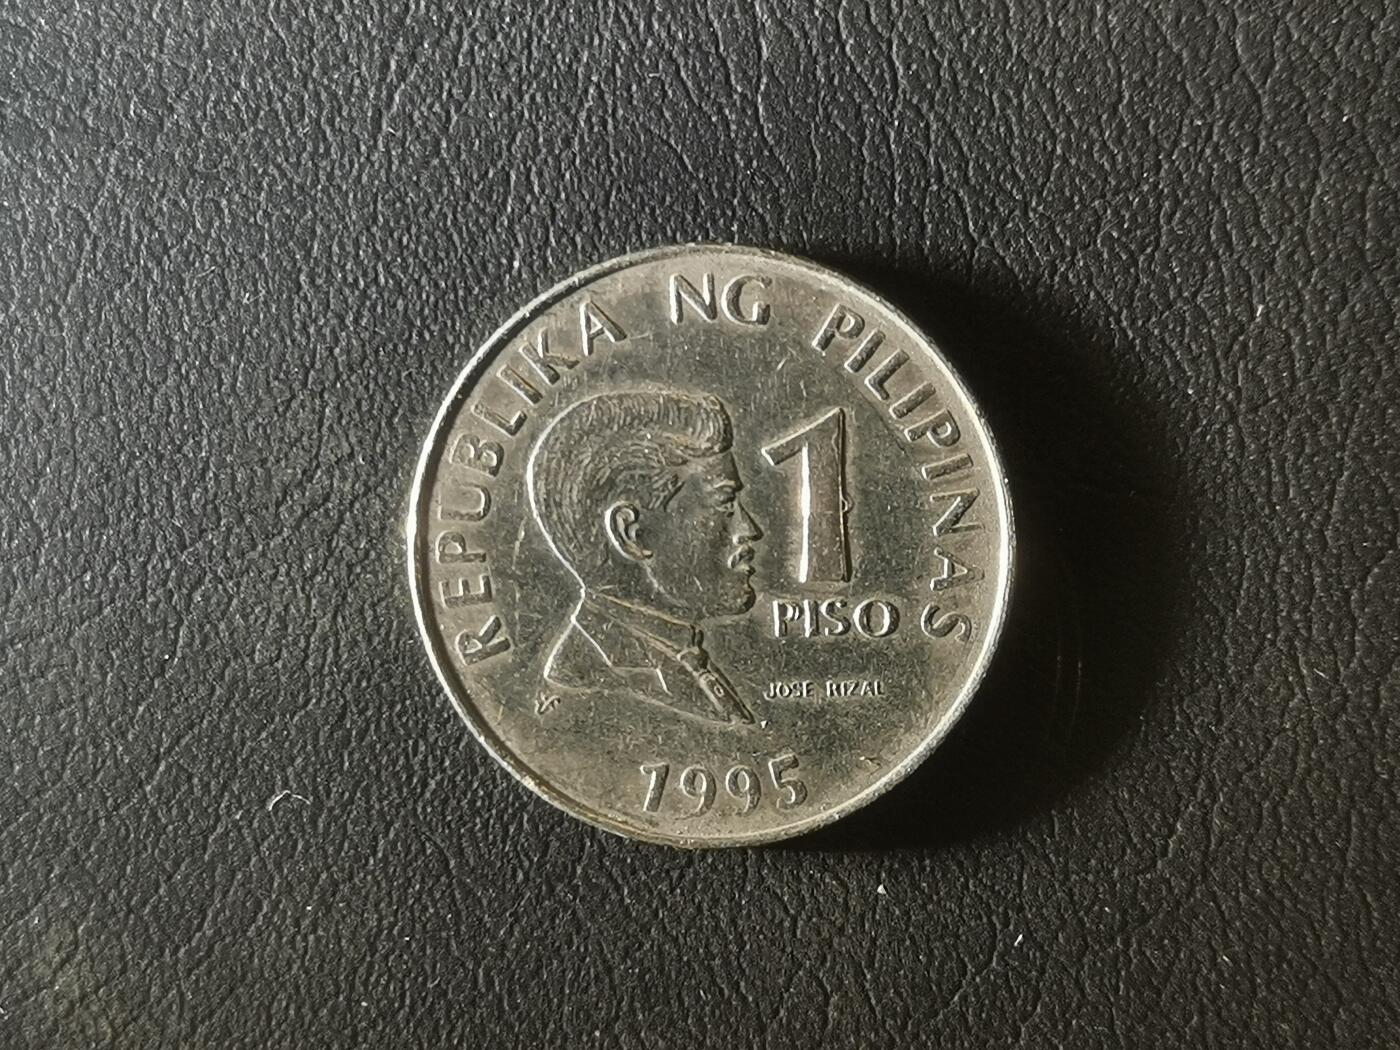 REPUBLIKA NG PILIPINAS
1
PISO
JOSE RIZAL
1995